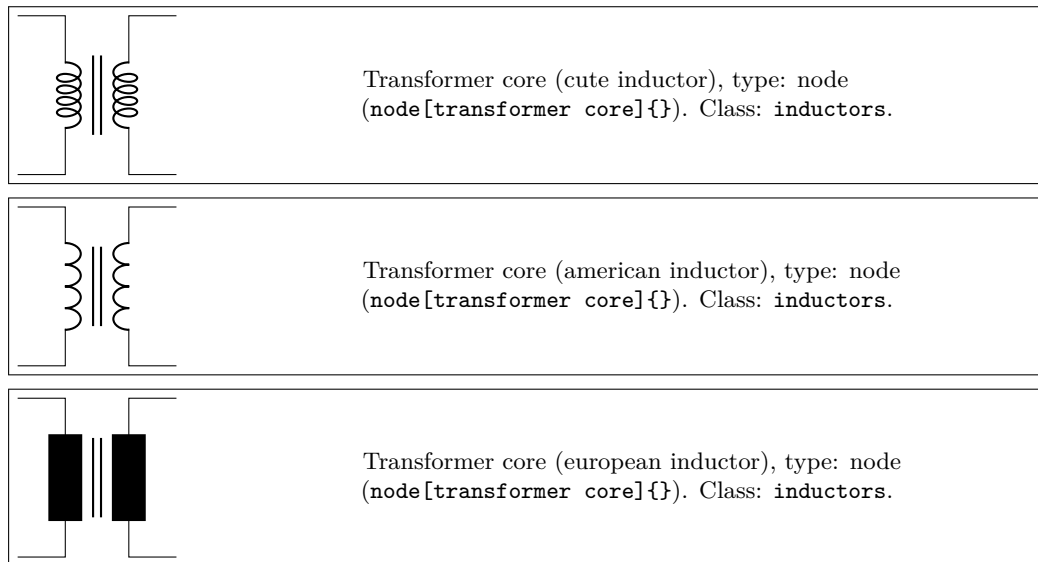 Transformer core (cute inductor), type: node
(node[transformer core]{}). Class: inductors.
Transformer core (american inductor), type: node
(node[transformer core]{}). Class: inductors.
Transformer core (european inductor), type: node
(node[transformer core]{}). Class: inductors.